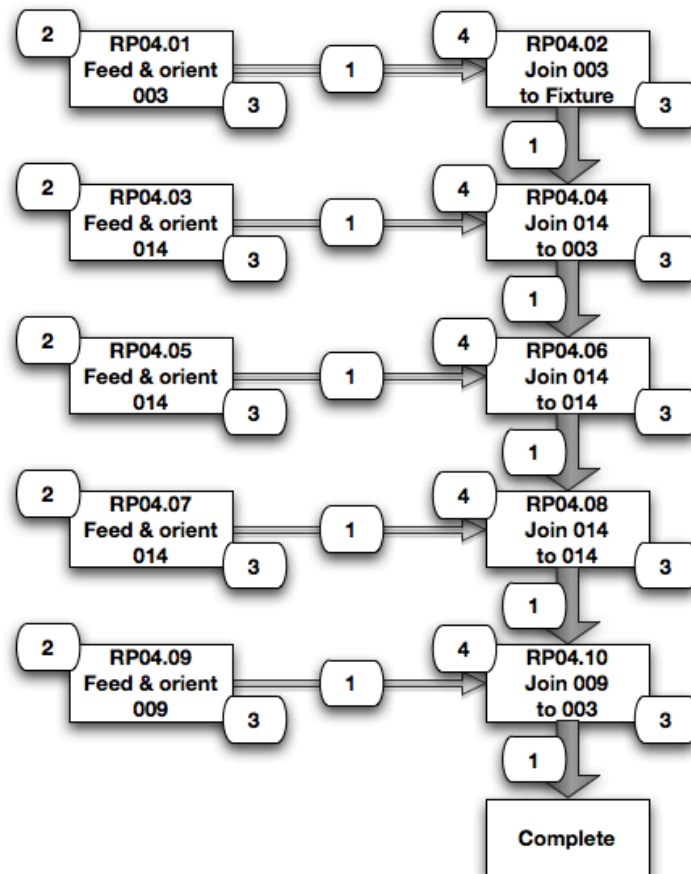 2
RP04.01
Feed & orient
003
3
1
4
RP04.02
Join 003
to Fixture
3
1
2
RP04.03
Feed & orient
014
3
1
4
RP04.04
Join 014
to 003
3
1
2
RP04.05
Feed & orient
014
3
1
4
RP04.06
Join 014
to 014
3
1
2
RP04.07
Feed & orient
014
3
1
4
RP04.08
Join 014
to 014
3
1
2
RP04.09
Feed & orient
009
3
1
4
RP04.10
Join 009
to 003
3
1
Complete